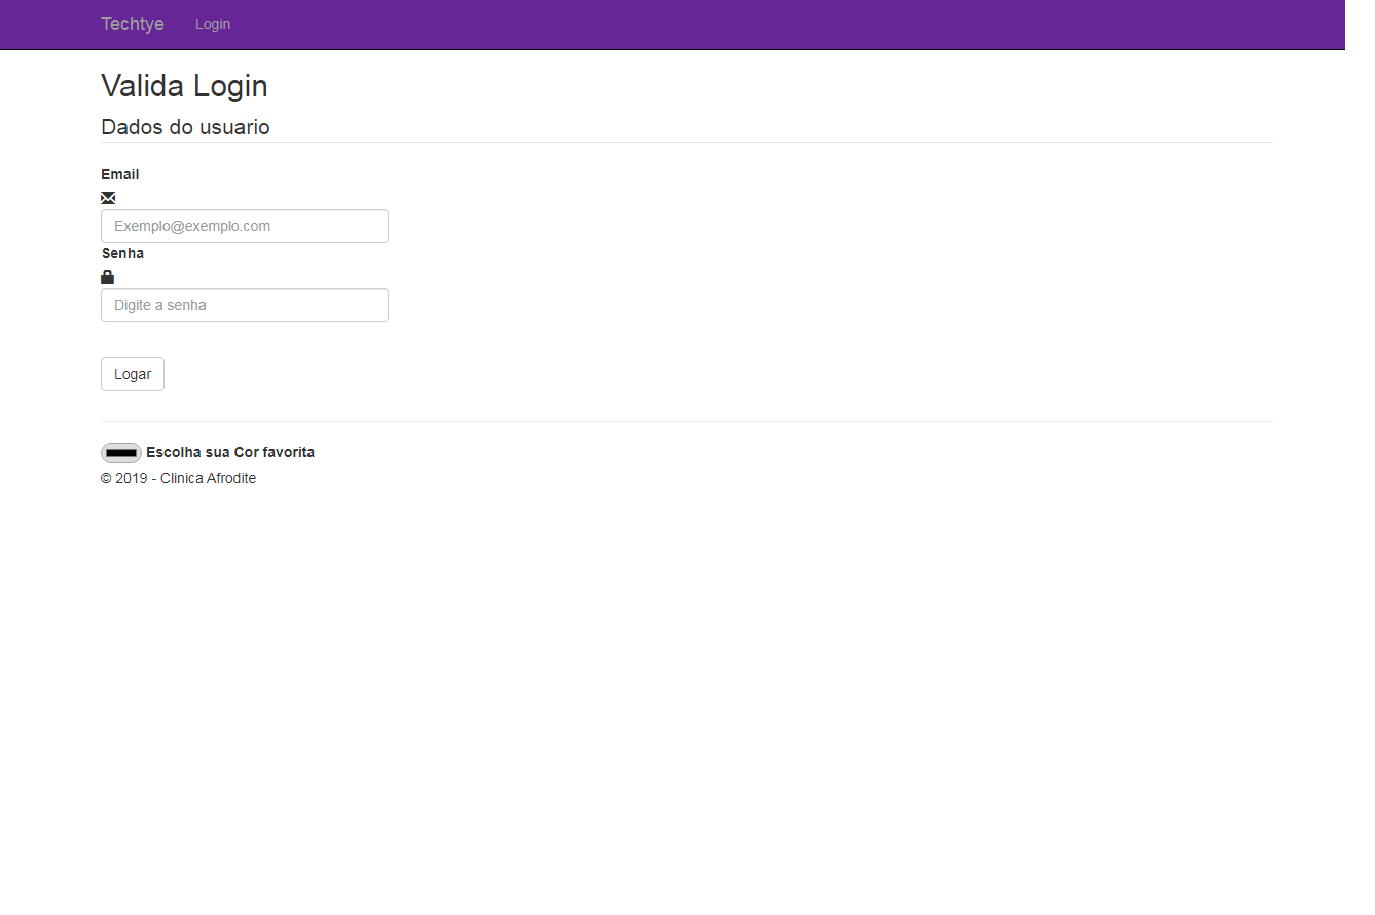 Techtye Login
Valida Login
Dados do usuario
Email
Exemplo@exemplo.com
Senha
Digite a senha
Logar
Escolha sua Cor favorita
© 2019 - Clinica Afrodite